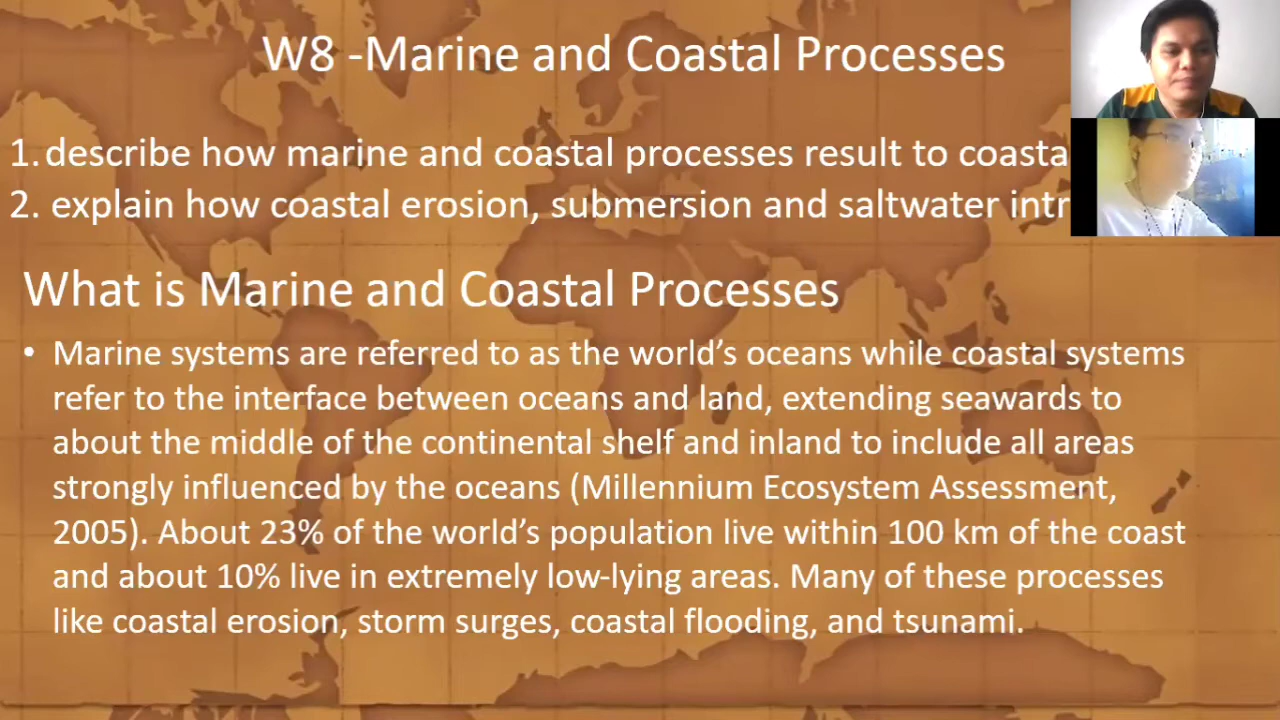 W8 -Marine and Coastal Processes
1. describe how marine and coastal processes result to
2. explain how coastal erosion, submersion and saltwater
What is Marine and Coastal Processes
• Marine systems are referred to as the world’s oceans while coastal systems
refer to the interface between oceans and land, extending seawards to
about the middle of the continental shelf and inland to include all areas
strongly influenced by the oceans (Millennium Ecosystem Assessment,
2005). About 23% of the world’s population live within 100 km of the coast
and about 10% live in extremely low-lying areas. Many of these processes
like coastal erosion, storm surges, coastal flooding, and tsunami.